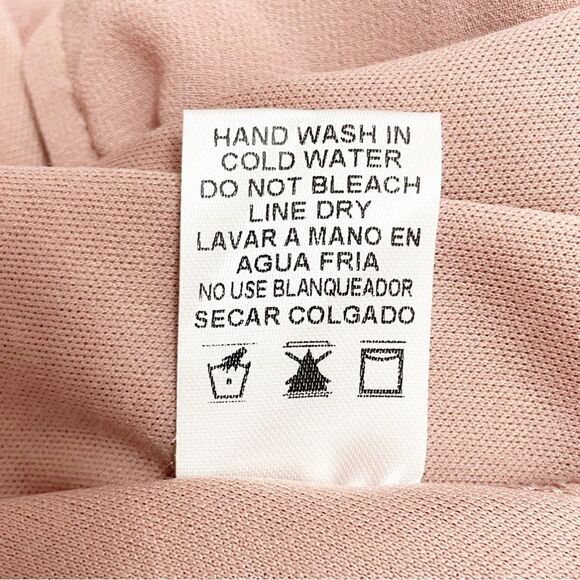 HAND WASH IN
COLD WATER
DO NOT BLEACH
LINE DRY
LAVAR A MANO EN
AGUA FRIA
NO USE BLANQUEADOR
SECAR COLGADO